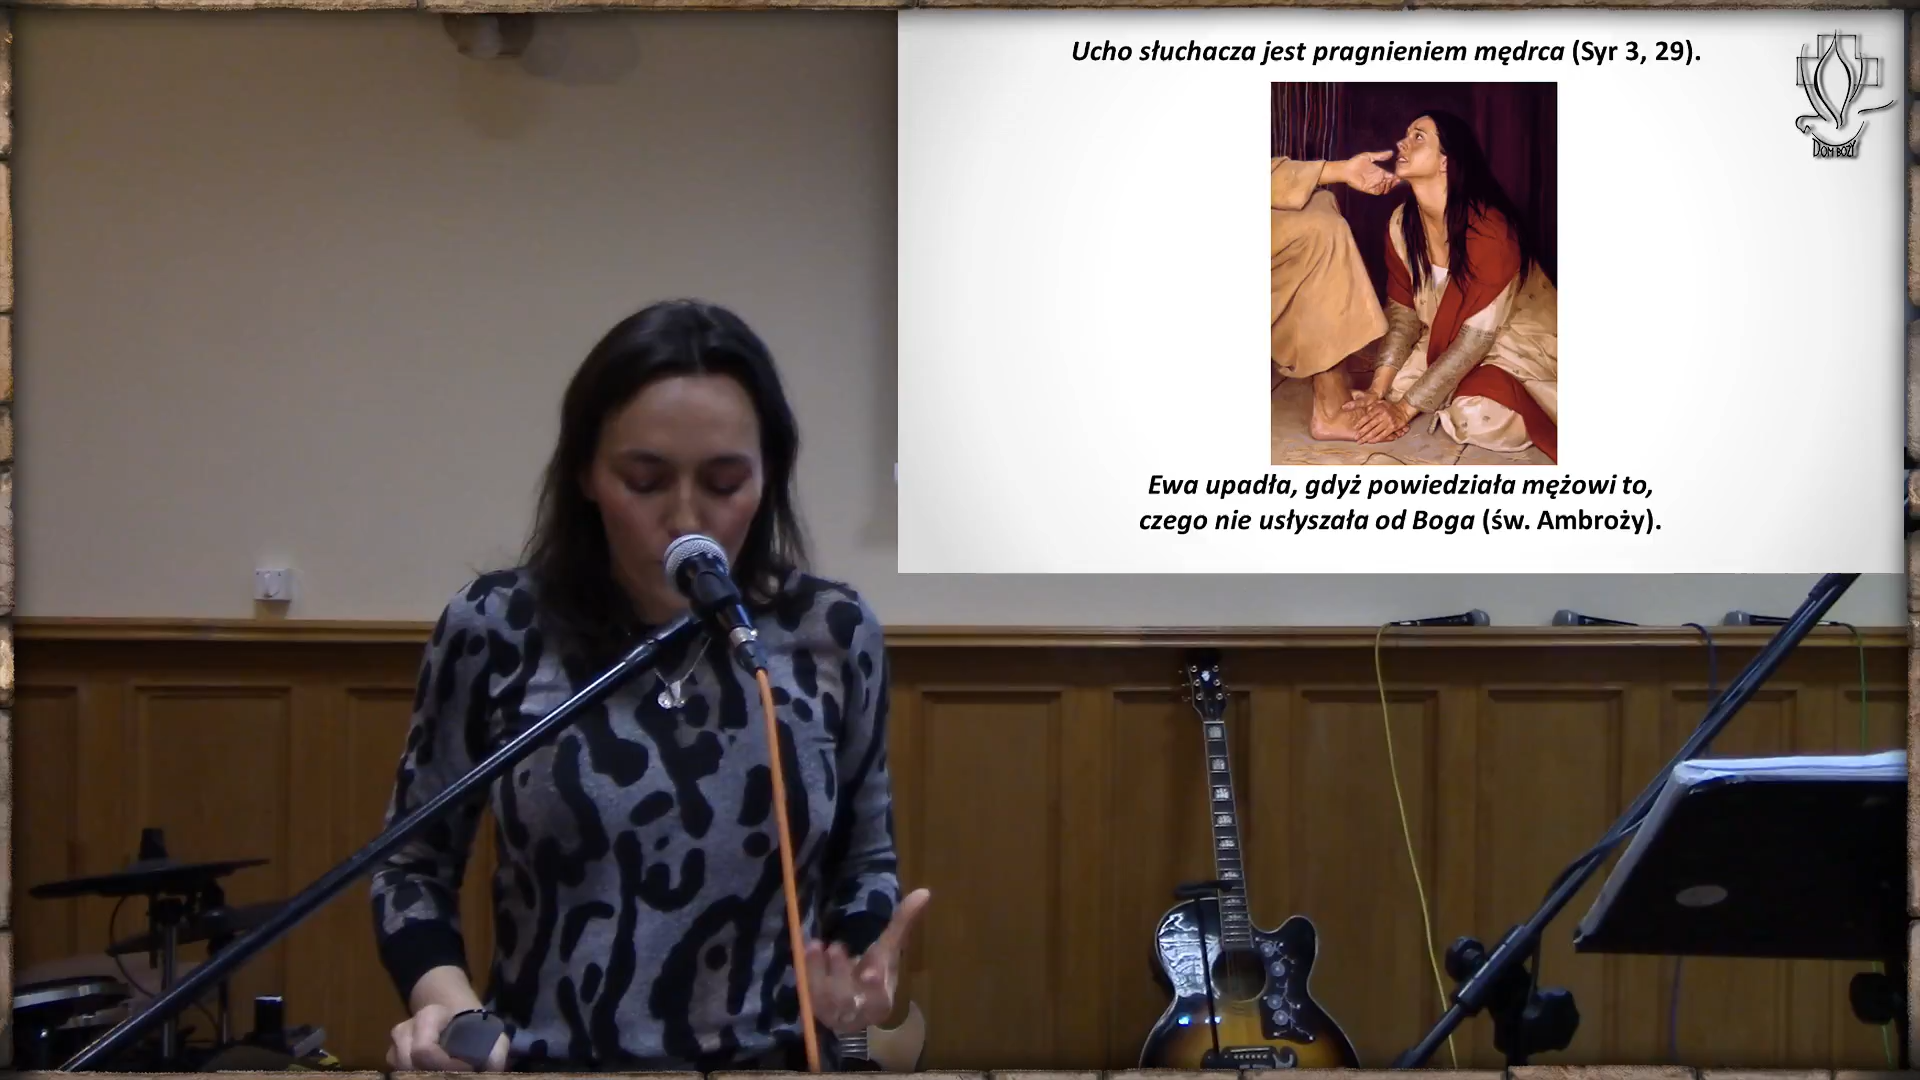 Ucho słuchacza jest pragnieniem mędrca (Syr 3, 29).
DOM BOŻY
Ewa upadła, gdyż powiedziała mężowi to,
czego nie usłyszała od Boga (św. Ambroży).